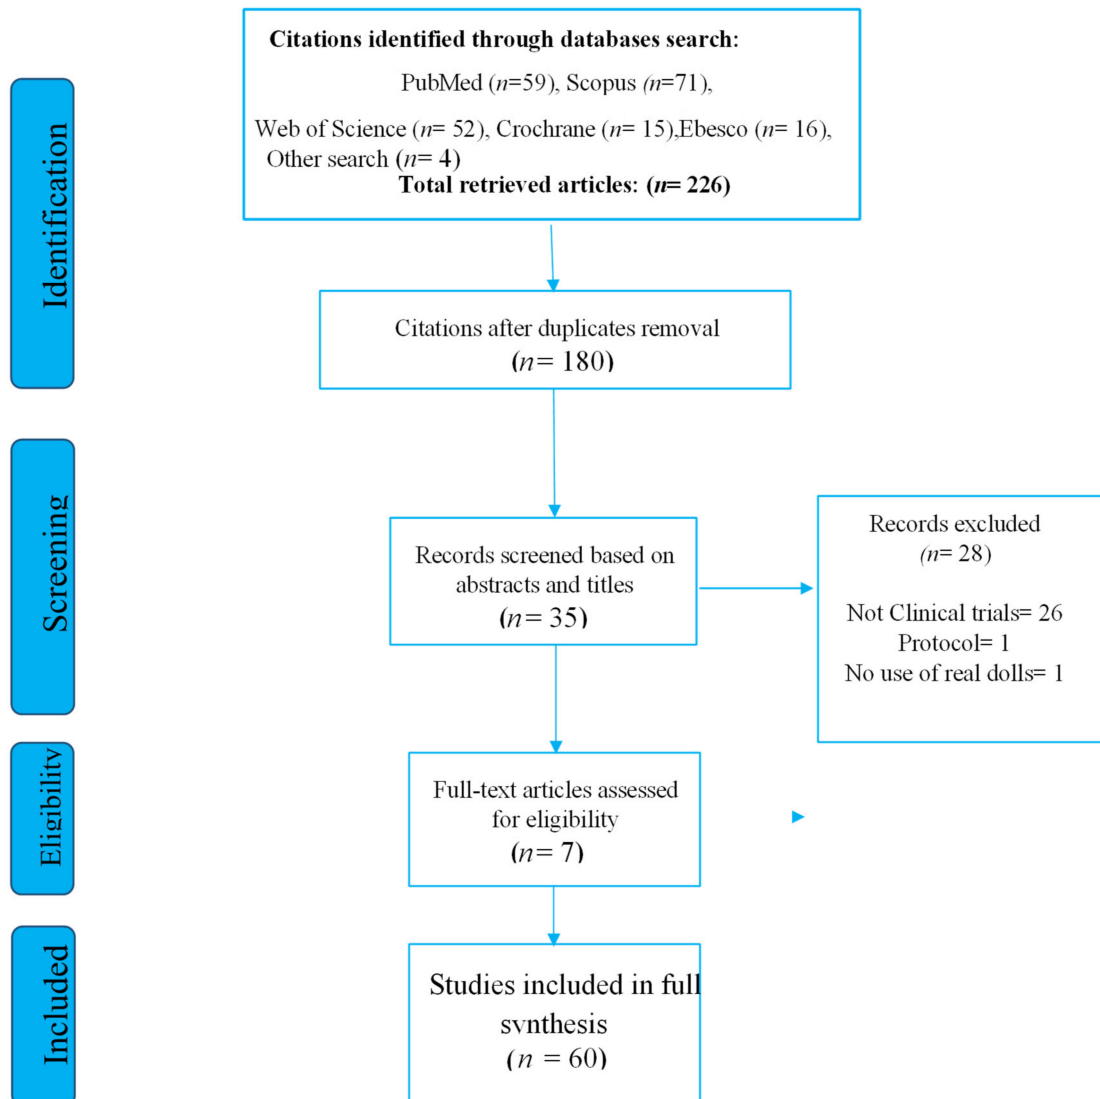 Citations identified through databases search:
PubMed (n=59), Scopus (n=71),
Web of Science (n= 52), Crochrane (n= 15),Ebesco (n= 16),
Other search (n= 4)
Total retrieved articles: (n= 226)
Identification
Citations after duplicates removal
(n= 180)
Screening
Records screened based on
abstracts and titles
(n= 35)
Records excluded
(n= 28)
Not Clinical trials= 26
Protocol= 1
No use of real dolls= 1
Eligibility
Full-text articles assessed
for eligibility
(n= 7)
Included
Studies included in full
synthesis
(n = 60)